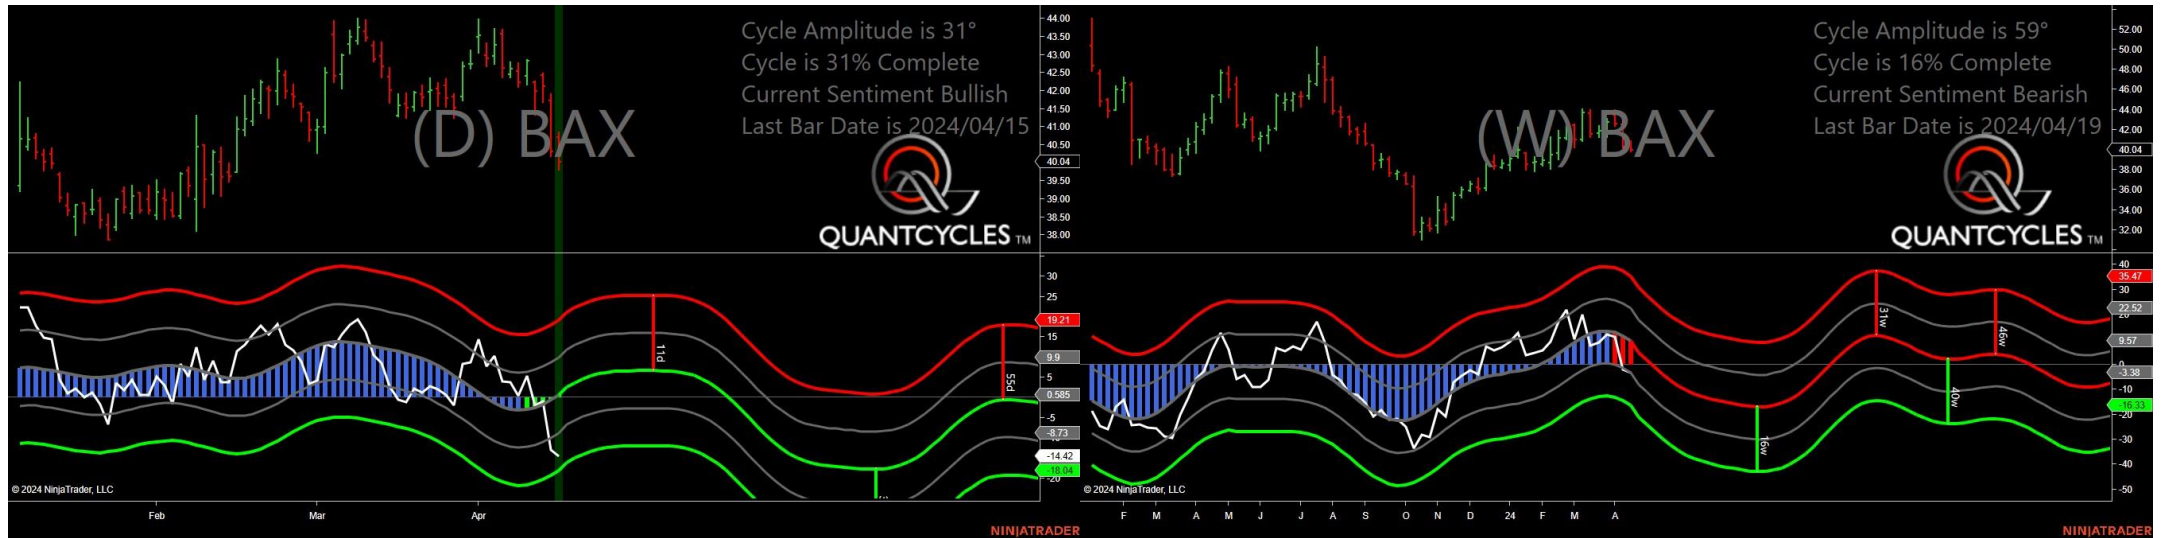 Cycle Amplitude is 31°
Cycle is 31% Complete
Current Sentiment Bullish
Last Bar Date is 2024/04/15
(D) BAX
QUANTCYCLES TM
44.00
43.50
43.00
42.50
42.00
41.50
41.00
40.50
40.04
39.50
39.00
38.50
38.00
30
25
19.21
15
9.9
5
0.585
-5
-8.73
-14.42
-18.04
-20
11d
55d
© 2024 NinjaTrader, LLC
Feb Mar Apr
NINJATRADER
Cycle Amplitude is 59°
Cycle is 16% Complete
Current Sentiment Bearish
Last Bar Date is 2024/04/19
(W) BAX
QUANTCYCLES TM
52.00
50.00
48.00
46.00
44.00
42.00
40.04
38.00
36.00
34.00
32.00
40
35.47
30
22.52
20
9.57
0
-3.38
-10
-16.33
-20
-30
-40
-50
31w
46w
40w
16w
© 2024 NinjaTrader, LLC
F M A M J J A S O N D 24 F M A
NINJATRADER